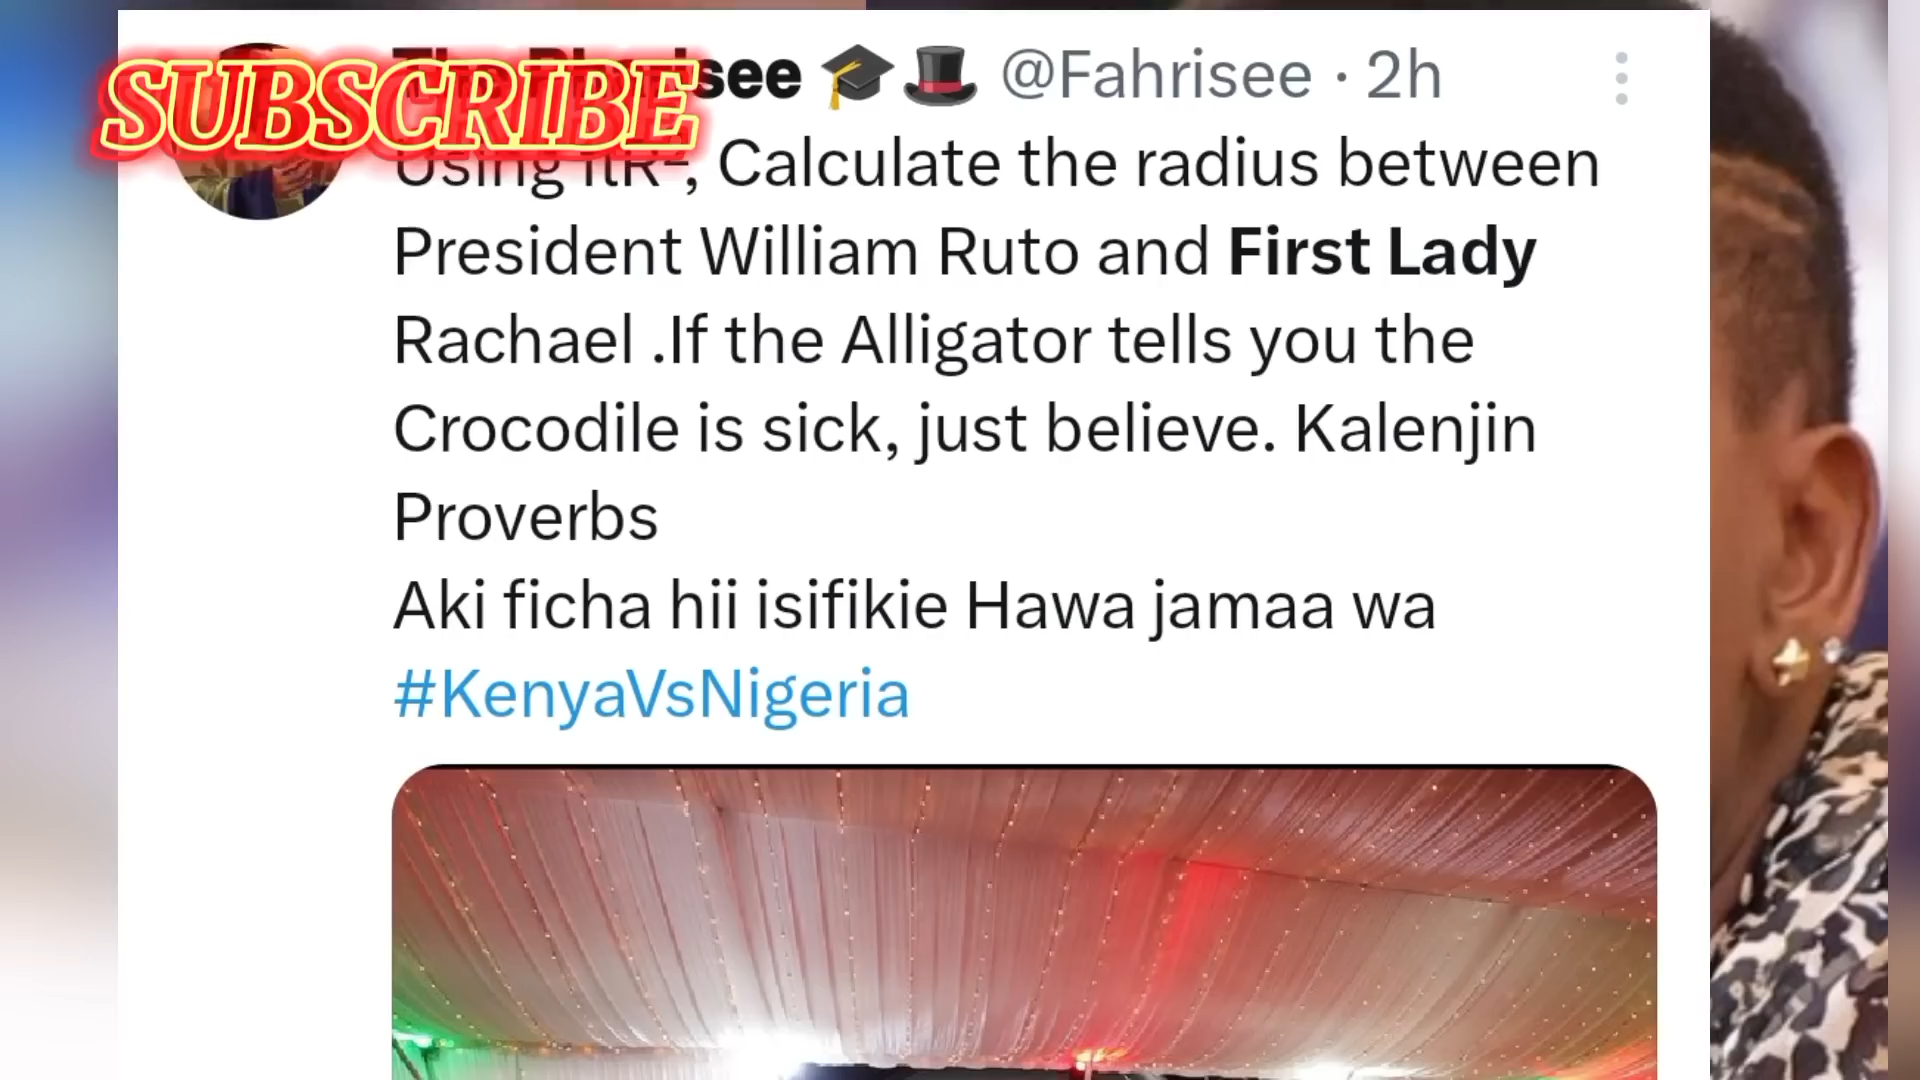 SUBSCRIBE
see 🎓🎩 @Fahrisee · 2h
Using , Calculate the radius between
President William Ruto and First Lady
Rachael .If the Alligator tells you the
Crocodile is sick, just believe. Kalenjin
Proverbs
Aki ficha hii isifikie Hawa jamaa wa
#KenyaVsNigeria